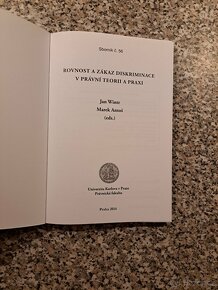 Sborník č. 56
ROVNOST A ZÁKAZ DISKRIMINACE
V PRÁVNÍ TEORII A PRAXI
Jan Wintr
Marek Antoš
(eds.)
Univerzita Karlova v Praze
Právnická fakulta
Praha 2011